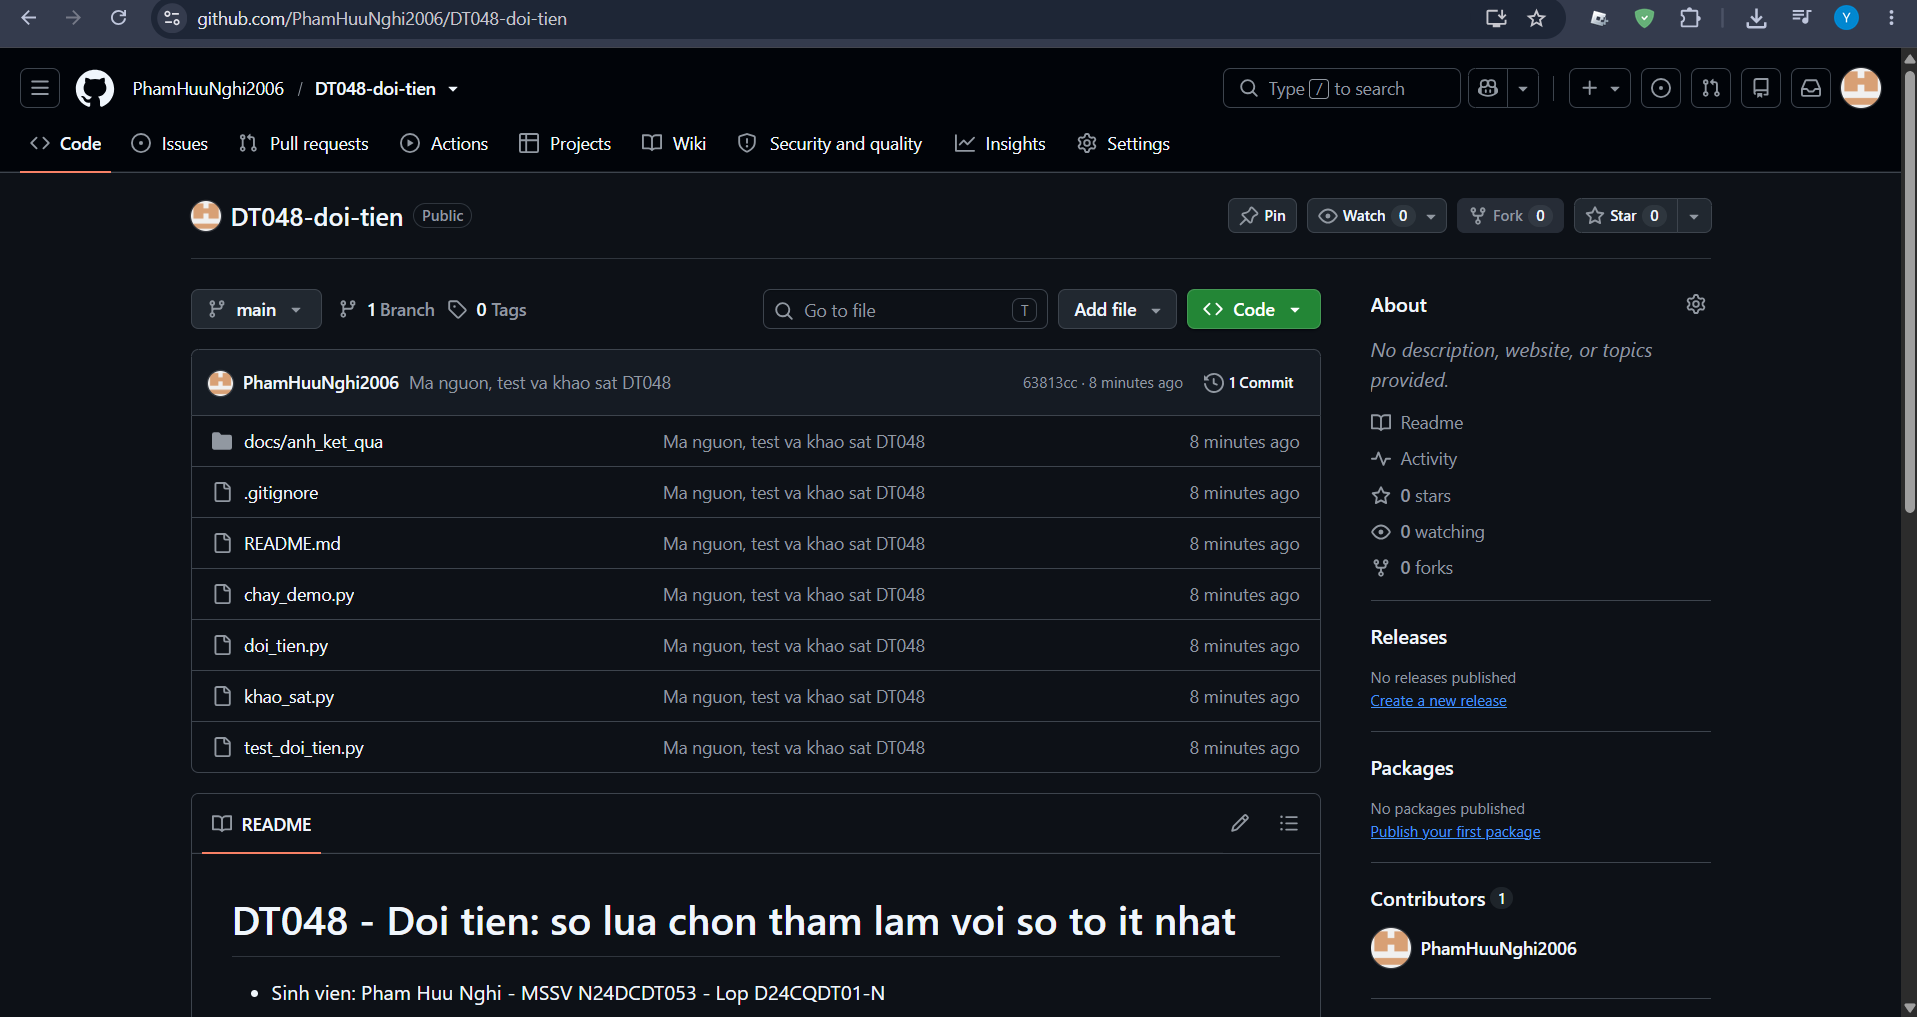 github.com/PhamHuuNghi2006/DT048-doi-tien
Y
PhamHuuNghi2006 / DT048-doi-tien
Type / to search
Code Issues Pull requests Actions Projects Wiki Security and quality Insights Settings
DT048-doi-tien Public
Pin Watch 0 Fork 0 Star 0
main 1 Branch 0 Tags Go to file T Add file Code
PhamHuuNghi2006 Ma nguon, test va khao sat DT048 63813cc · 8 minutes ago 1 Commit
docs/anh_ket_qua Ma nguon, test va khao sat DT048 8 minutes ago
.gitignore Ma nguon, test va khao sat DT048 8 minutes ago
README.md Ma nguon, test va khao sat DT048 8 minutes ago
chay_demo.py Ma nguon, test va khao sat DT048 8 minutes ago
doi_tien.py Ma nguon, test va khao sat DT048 8 minutes ago
khao_sat.py Ma nguon, test va khao sat DT048 8 minutes ago
test_doi_tien.py Ma nguon, test va khao sat DT048 8 minutes ago
README
DT048 - Doi tien: so lua chon tham lam voi so to it nhat
• Sinh vien: Pham Huu Nghi - MSSV N24DCDT053 - Lop D24CQDT01-N
About
No description, website, or topics
provided.
Readme
Activity
0 stars
0 watching
0 forks
Releases
No releases published
Create a new release
Packages
No packages published
Publish your first package
Contributors 1
PhamHuuNghi2006